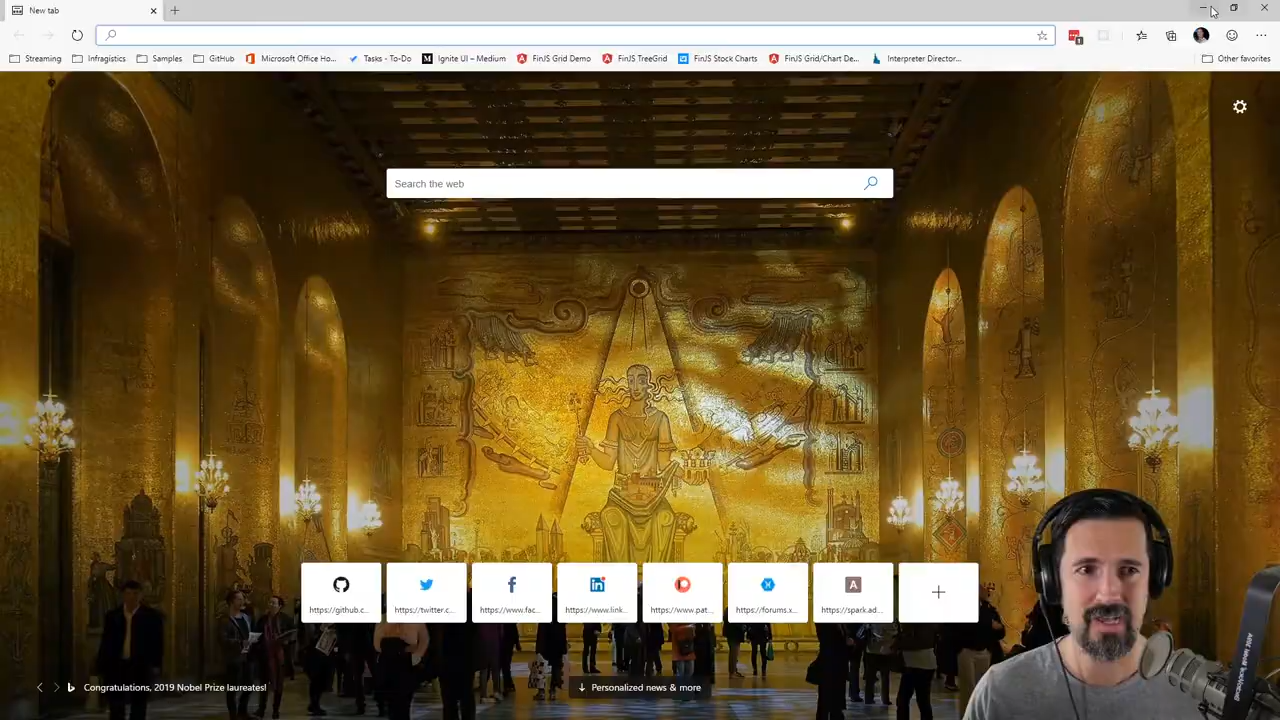 New tab
Streaming
Infragistics
Samples
GitHub
Microsoft Office Ho...
Tasks - To-Do
Ignite UI – Medium
FinJS Grid Demo
FinJS TreeGrid
FinJS Stock Charts
FinJS Grid/Chart De...
Interpreter Director...
Other favorites
Search the web
https://github.c...
https://twitter.c...
https://www.fac...
https://www.link...
https://www.pat...
https://forums.x...
https://spark.ad...
Congratulations, 2019 Nobel Prize laureates!
Personalized news & more